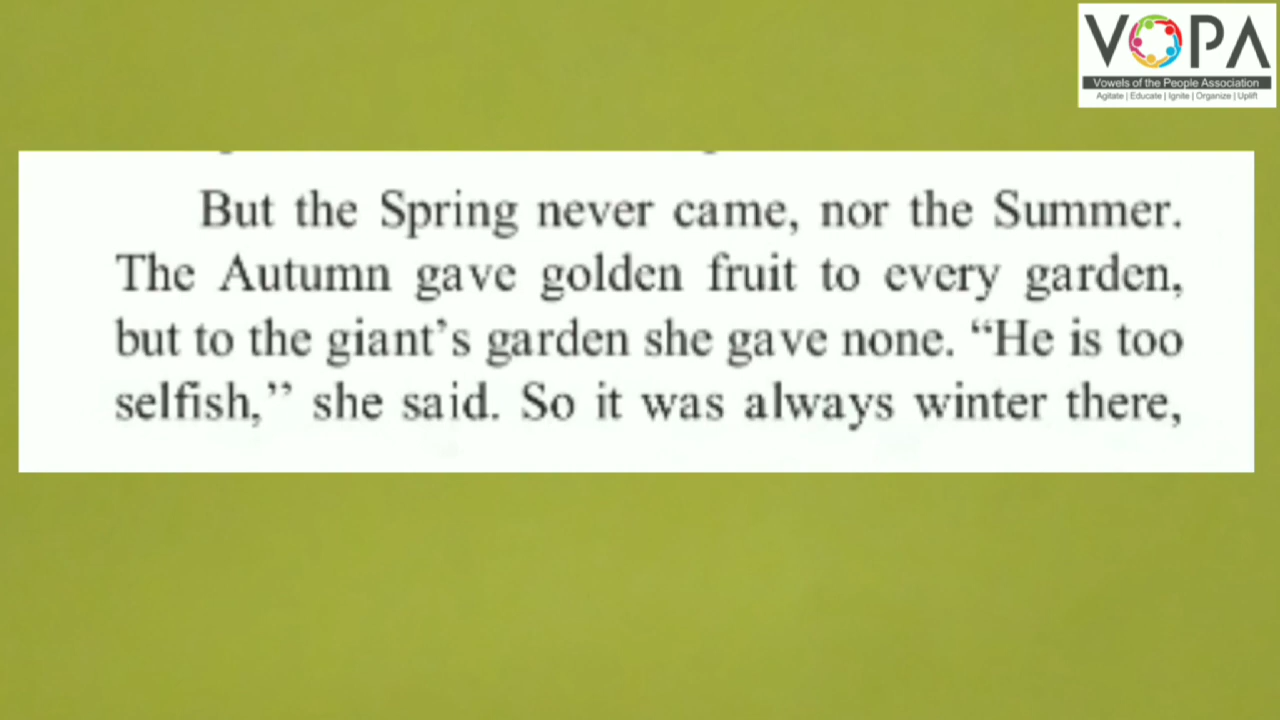 VOPA
Vowels of the People Association
Agitate | Educate | Ignite | Organize | Uplift
But the Spring never came, nor the Summer.
The Autumn gave golden fruit to every garden,
but to the giant’s garden she gave none. “He is too
selfish,” she said. So it was always winter there,